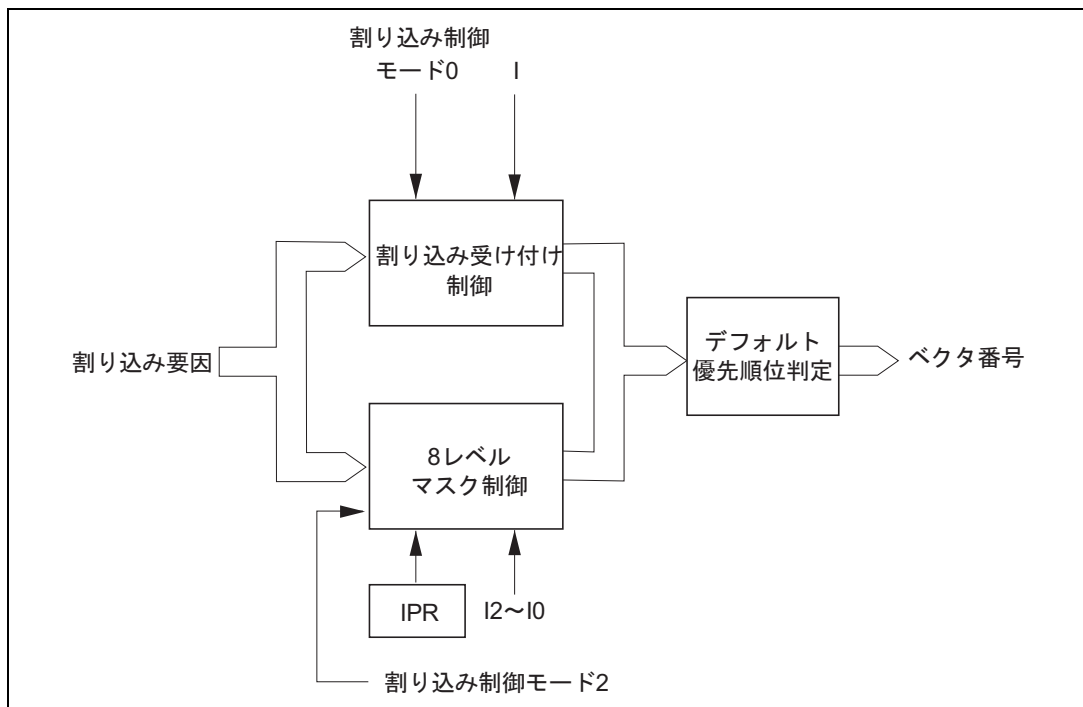 割り込み制御
モード0
I
割り込み受け付け
制御
割り込み要因
デフォルト
優先順位判定
ベクタ番号
8レベル
マスク制御
IPR
I2～I0
割り込み制御モード2